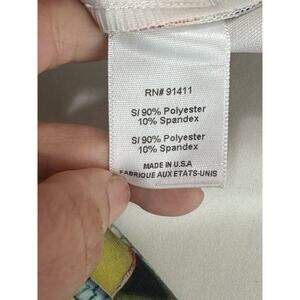 RN# 91411
S/ 90% Polyester
10% Spandex
S/ 90% Polyester
10% Spandex
MADE IN U.S.A
FABRIQUE AUX ETATS-UNIS